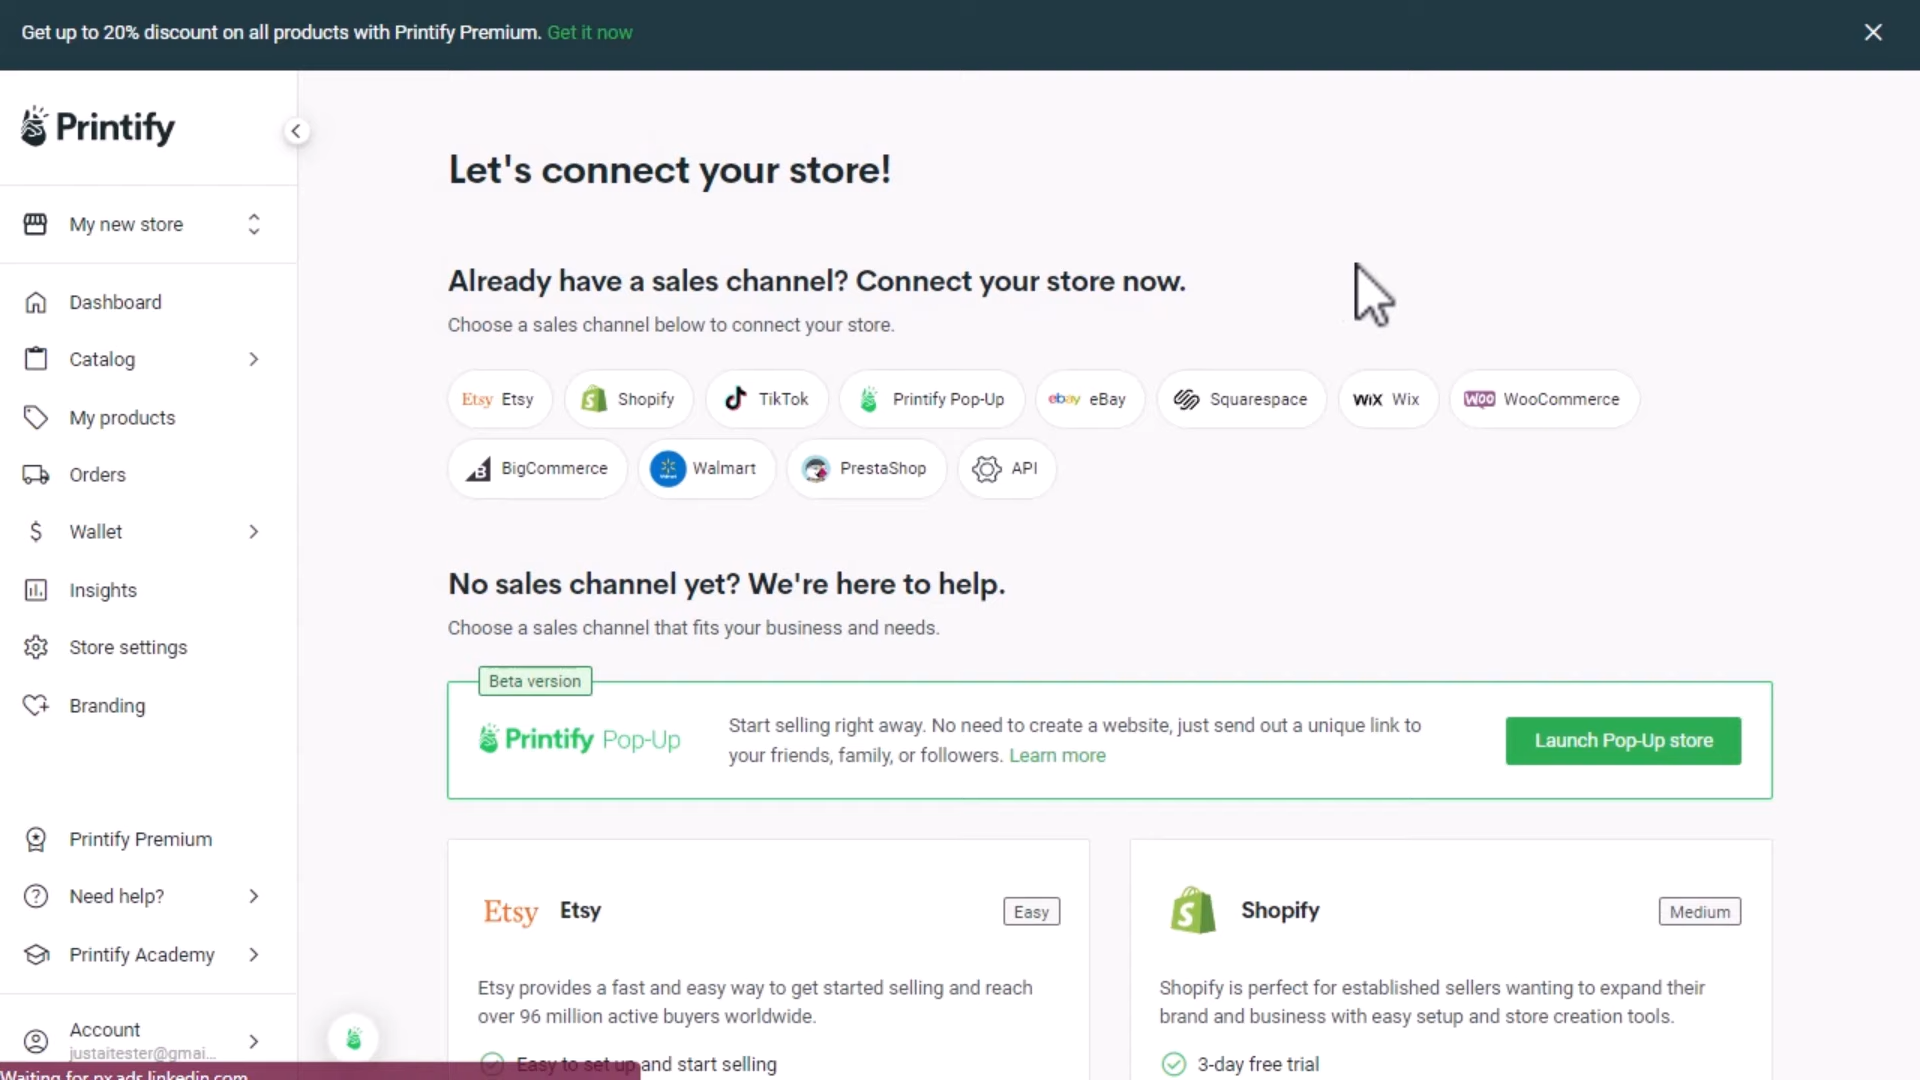 Get up to 20% discount on all products with Printify Premium. Get it now
Printify
My new store
Dashboard
Catalog
My products
Orders
Wallet
Insights
Store settings
Branding
Printify Premium
Need help?
Printify Academy
Account
justaitester@gmai...
Waiting for px.ads.linkedin.com
Let's connect your store!
Already have a sales channel? Connect your store now.
Choose a sales channel below to connect your store.
Etsy Etsy Shopify TikTok Printify Pop-Up ebay eBay Squarespace WiX Wix WOO WooCommerce
BigCommerce Walmart PrestaShop API
No sales channel yet? We're here to help.
Choose a sales channel that fits your business and needs.
Beta version
Printify Pop-Up
Start selling right away. No need to create a website, just send out a unique link to
your friends, family, or followers. Learn more
Launch Pop-Up store
Etsy Etsy Easy
Etsy provides a fast and easy way to get started selling and reach
over 96 million active buyers worldwide.
Easy to set up and start selling
Shopify Medium
Shopify is perfect for established sellers wanting to expand their
brand and business with easy setup and store creation tools.
3-day free trial